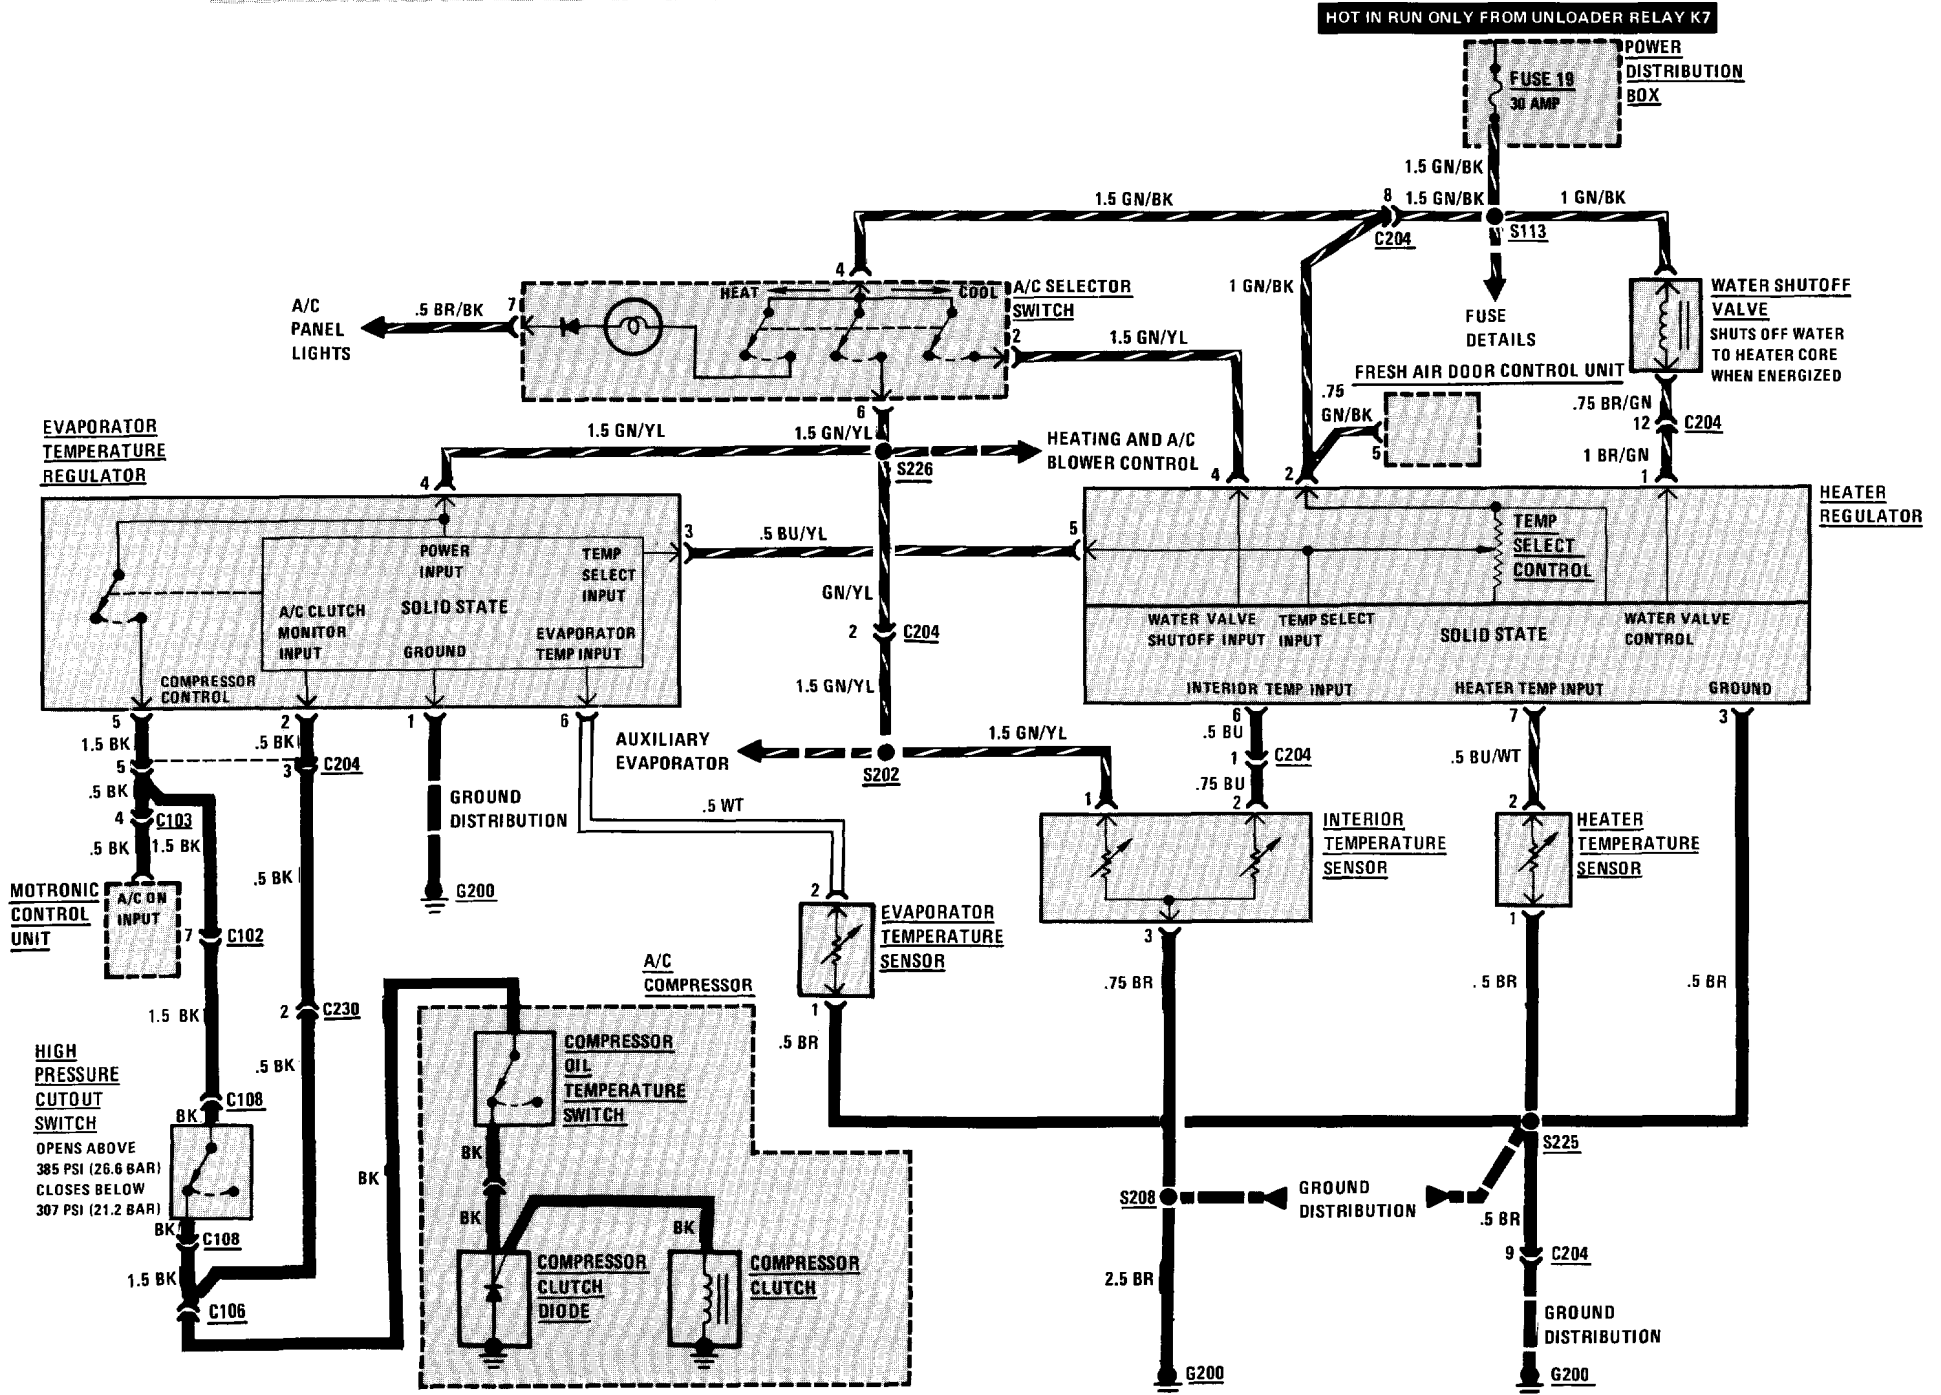 HOT IN RUN ONLY FROM UNLOADER RELAY K7
POWER
DISTRIBUTION
BOX
FUSE 19
30 AMP
1.5 GN/BK
1.5 GN/BK
8
1.5 GN/BK
1 GN/BK
C204
S113
4
A/C SELECTOR
SWITCH
HEAT
COOL
1 GN/BK
WATER SHUTOFF
VALVE
SHUTS OFF WATER
TO HEATER CORE
WHEN ENERGIZED
A/C
PANEL
LIGHTS
.5 BR/BK
7
FUSE
DETAILS
2
1.5 GN/YL
FRESH AIR DOOR CONTROL UNIT
.75
GN/BK
5
.75 BR/GN
12
C204
1 BR/GN
6
EVAPORATOR
TEMPERATURE
REGULATOR
1.5 GN/YL
1.5 GN/YL
S226
HEATING AND A/C
BLOWER CONTROL
4
4
2
1
HEATER
REGULATOR
3
.5 BU/YL
5
TEMP
SELECT
CONTROL
POWER
INPUT
TEMP
SELECT
INPUT
SOLID STATE
A/C CLUTCH
MONITOR
INPUT
GROUND
EVAPORATOR
TEMP INPUT
GN/YL
2
C204
WATER VALVE
SHUTOFF INPUT
TEMP SELECT
INPUT
SOLID STATE
WATER VALVE
CONTROL
COMPRESSOR
CONTROL
1.5 GN/YL
INTERIOR TEMP INPUT
HEATER TEMP INPUT
GROUND
5
2
1
6
6
7
3
1.5 BK
.5 BK
.5 BU
5
3
C204
AUXILIARY
EVAPORATOR
1.5 GN/YL
S202
1
C204
.5 BU/WT
.75 BU
.5 BK
4
C103
.5 BK
1.5 BK
GROUND
DISTRIBUTION
.5 WT
1
2
2
INTERIOR
TEMPERATURE
SENSOR
HEATER
TEMPERATURE
SENSOR
.5 BK
MOTRONIC
CONTROL
UNIT
A/C ON
INPUT
G200
2
EVAPORATOR
TEMPERATURE
SENSOR
7
C102
3
1
A/C
COMPRESSOR
.75 BR
.5 BR
.5 BR
1.5 BK
2
C230
1
.5 BR
HIGH
PRESSURE
CUTOUT
SWITCH
OPENS ABOVE
385 PSI (26.6 BAR)
CLOSES BELOW
307 PSI (21.2 BAR)
.5 BK
COMPRESSOR
OIL
TEMPERATURE
SWITCH
C108
BK
BK
BK
S225
S208
GROUND
DISTRIBUTION
.5 BR
BK
BK
BK
C108
1.5 BK
C106
COMPRESSOR
CLUTCH
DIODE
COMPRESSOR
CLUTCH
2.5 BR
9
C204
GROUND
DISTRIBUTION
G200
G200